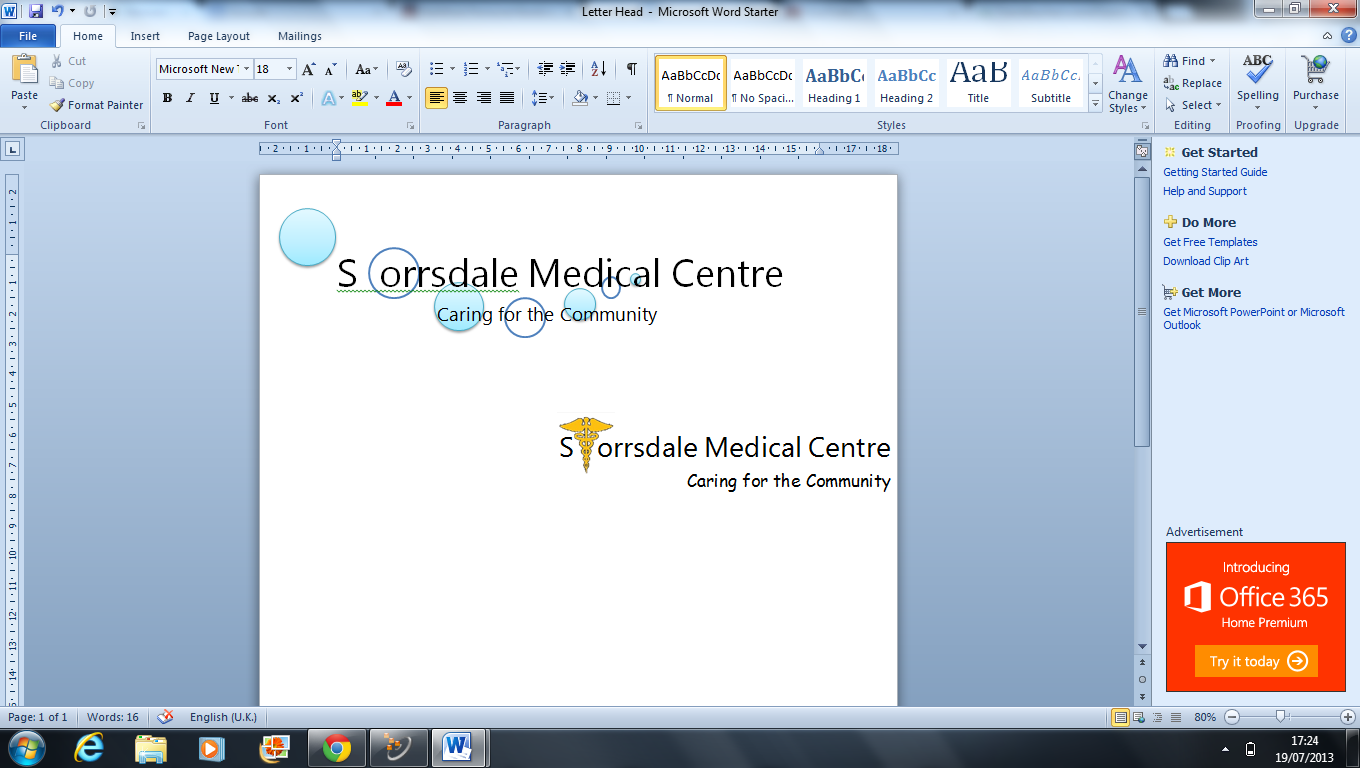 Letter Head - Microsoft Word Starter
File Home Insert Page Layout Mailings
Paste
Cut
Copy
Format Painter
Clipboard
Microsoft New 18
Font
Paragraph
AaBbCcDc AaBbCcDc AaBbCc AaBbCc AaB AaBbCc.
¶ Normal ¶ No Spaci... Heading 1 Heading 2 Title Subtitle
Change Styles
Styles
Find
Replace
Select
Editing
ABC
Spelling
Proofing
Purchase
Upgrade
S orrsdale Medical Centre
Caring for the Community
S orrsdale Medical Centre
Caring for the Community
Get Started
Getting Started Guide
Help and Support
Do More
Get Free Templates
Download Clip Art
Get More
Get Microsoft PowerPoint or Microsoft
Outlook
Advertisement
Introducing
Office 365
Home Premium
Try it today
Page: 1 of 1 Words: 16 English (U.K.) 80%
17:24
19/07/2013